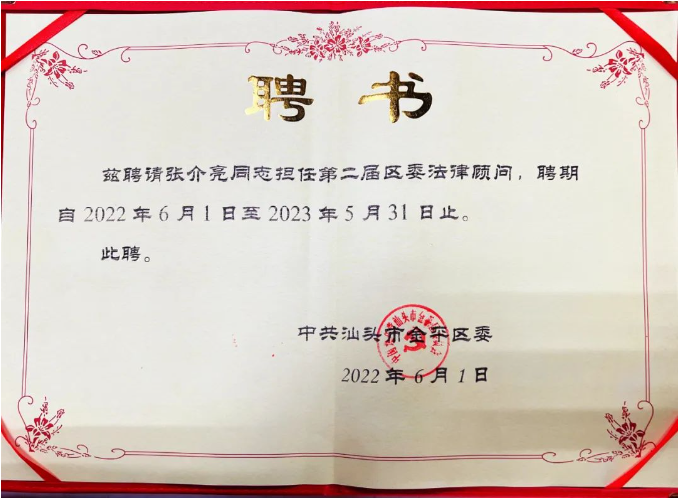 聘书
兹聘请张介亮同志担任第二届区委法律顾问，聘期
自2022年6月1日至2023年5月31日止。
此聘。
中共汕头市金平区委
2022年6月1日